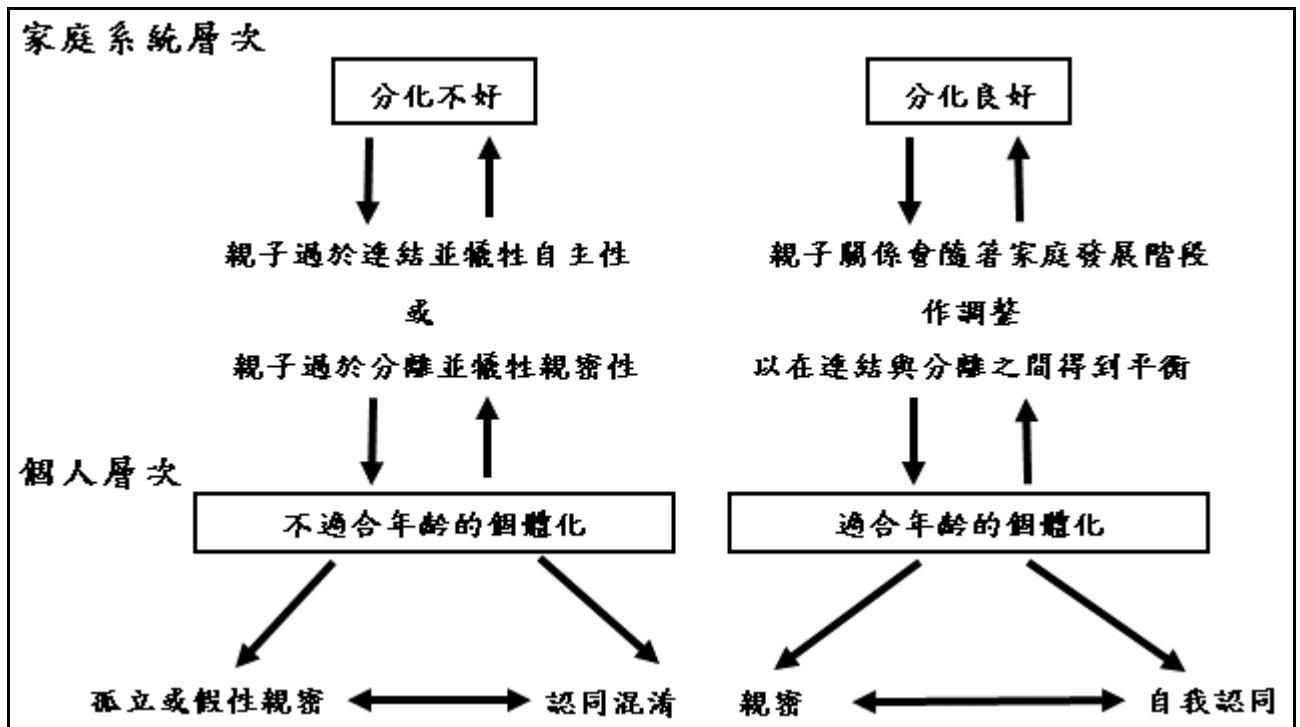 家庭系統層次
分化不好
分化良好
親子過於連結並犧牲自主性
或
親子過於分離並犧牲親密性
親子關係會隨著家庭發展階段
作調整
以在連結與分離之間得到平衡
個人層次
不適合年齡的個體化
適合年齡的個體化
孤立或假性親密
認同混淆
親密
自我認同